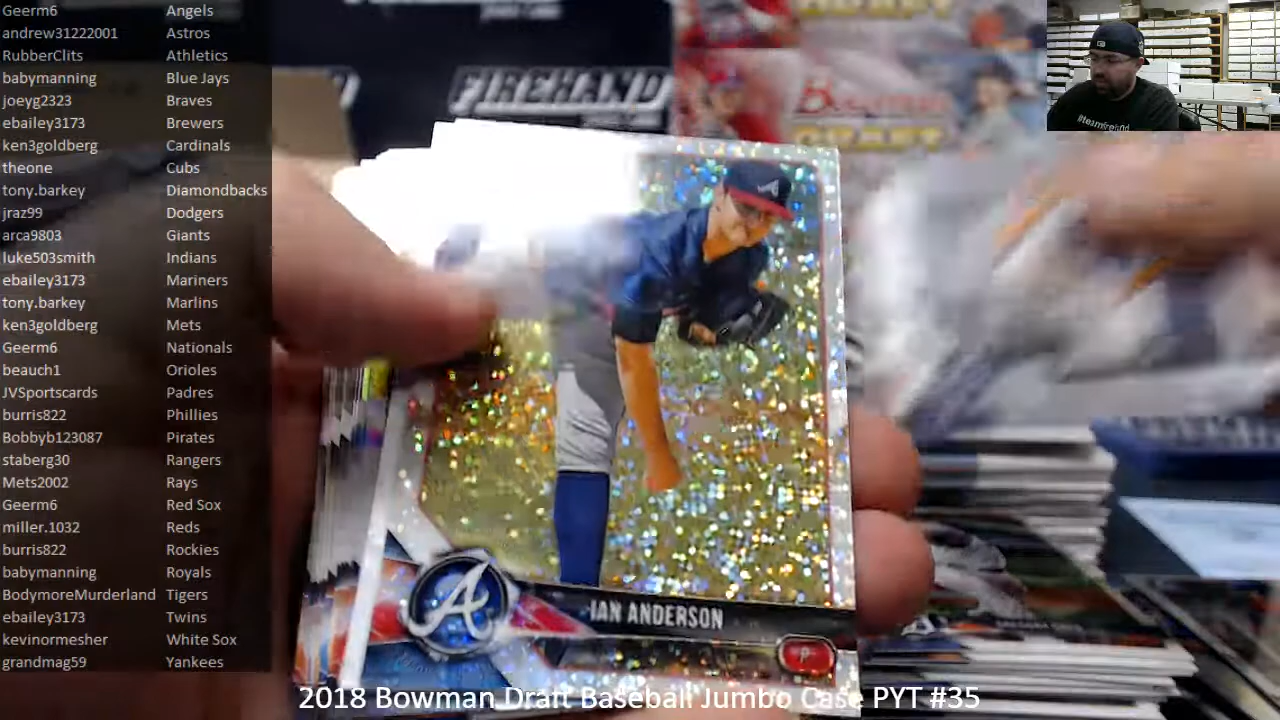 Geerm6 Angels
andrew31222001 Astros
RubberClits Athletics
babymanning Blue Jays
joeyg2323 Braves
ebailey3173 Brewers
ken3goldberg Cardinals
theone Cubs
tony.barkey Diamondbacks
jraz99 Dodgers
arca9803 Giants
luke503smith Indians
ebailey3173 Mariners
tony.barkey Marlins
ken3goldberg Mets
Geerm6 Nationals
beauch1 Orioles
JVSportscards Padres
burris822 Phillies
Bobbyb123087 Pirates
staberg30 Rangers
Mets2002 Rays
Geerm6 Red Sox
miller.1032 Reds
burris822 Rockies
babymanning Royals
BodymoreMurderland Tigers
ebailey3173 Twins
kevinormesher White Sox
grandmag59 Yankees
FIREHAND
Bowman
DRAFT
IAN ANDERSON
P
2018 Bowman Draft Baseball Jumbo Case PYT #35